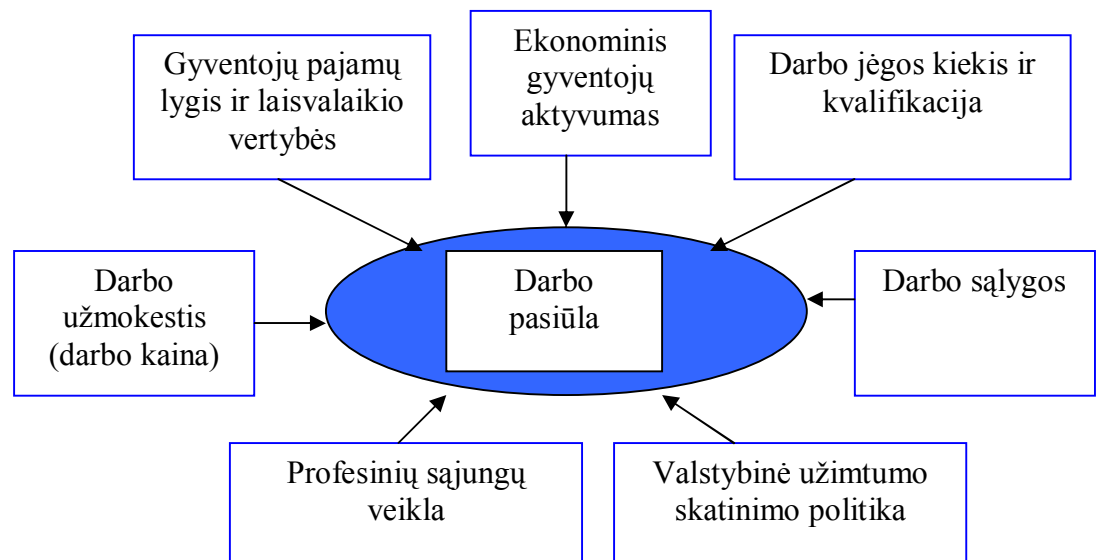 Gyventojų pajamų
lygis ir laisvalaikio
vertybės
Ekonominis
gyventojų
aktyvumas
Darbo jėgos kiekis ir
kvalifikacija
Darbo
užmokestis
(darbo kaina)
Darbo
pasiūla
Darbo sąlygos
Profesinių sąjungų
veikla
Valstybinė užimtumo
skatinimo politika